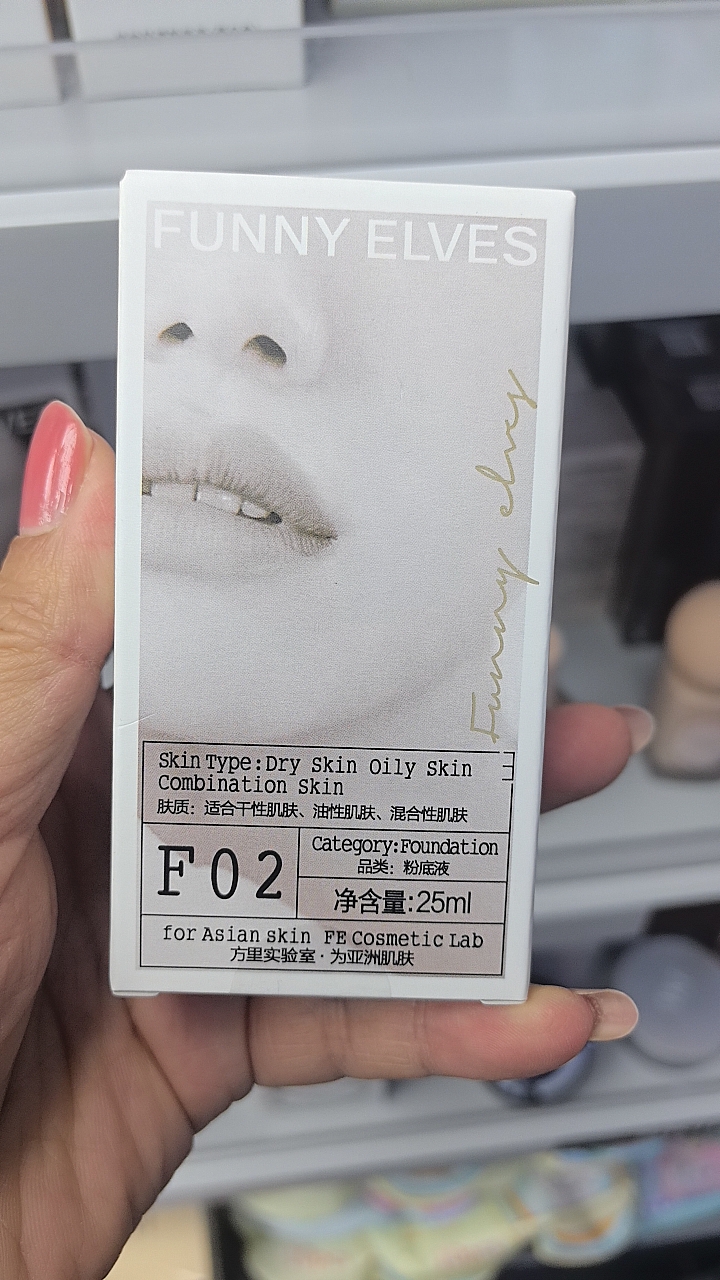 FUNNY ELVES
Funny elves
Skin Type:Dry Skin Oily Skin
Combination Skin
肤质：适合干性肌肤、油性肌肤、混合性肌肤
F02
Category:Foundation
品类：粉底液
净含量:25ml
for Asian skin FE Cosmetic Lab
方里实验室·为亚洲肌肤